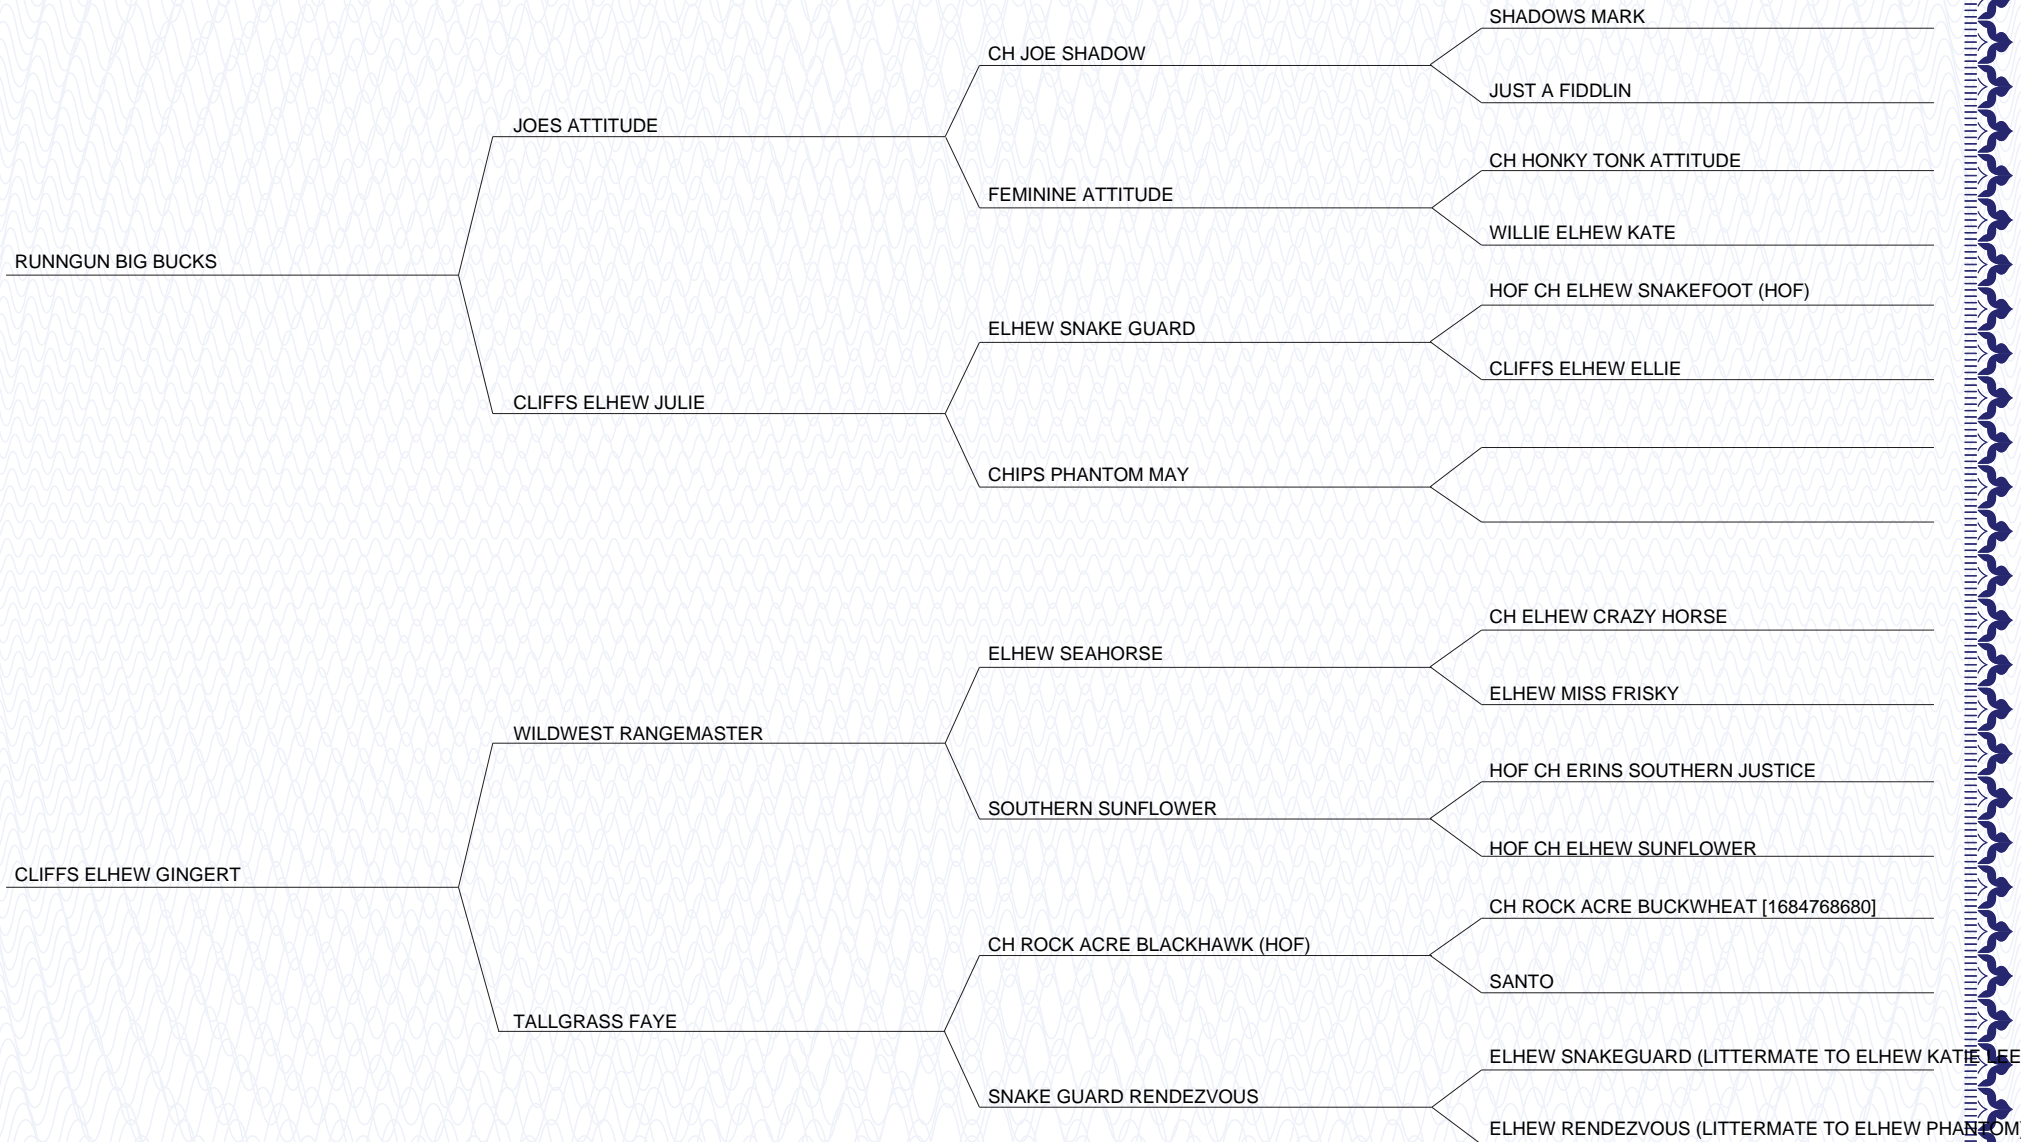 SHADOWS MARK
CH JOE SHADOW
JUST A FIDDLIN
JOES ATTITUDE
CH HONKY TONK ATTITUDE
FEMININE ATTITUDE
WILLIE ELHEW KATE
RUNNGUN BIG BUCKS
HOF CH ELHEW SNAKEFOOT (HOF)
ELHEW SNAKE GUARD
CLIFFS ELHEW ELLIE
CLIFFS ELHEW JULIE
CHIPS PHANTOM MAY
CH ELHEW CRAZY HORSE
ELHEW SEAHORSE
ELHEW MISS FRISKY
WILDWEST RANGEMASTER
HOF CH ERINS SOUTHERN JUSTICE
SOUTHERN SUNFLOWER
HOF CH ELHEW SUNFLOWER
CLIFFS ELHEW GINGERT
CH ROCK ACRE BUCKWHEAT [1684768680]
CH ROCK ACRE BLACKHAWK (HOF)
SANTO
TALLGRASS FAYE
ELHEW SNAKEGUARD (LITTERMATE TO ELHEW KATIE LEE
SNAKE GUARD RENDEZVOUS
ELHEW RENDEZVOUS (LITTERMATE TO ELHEW PHANTOM)